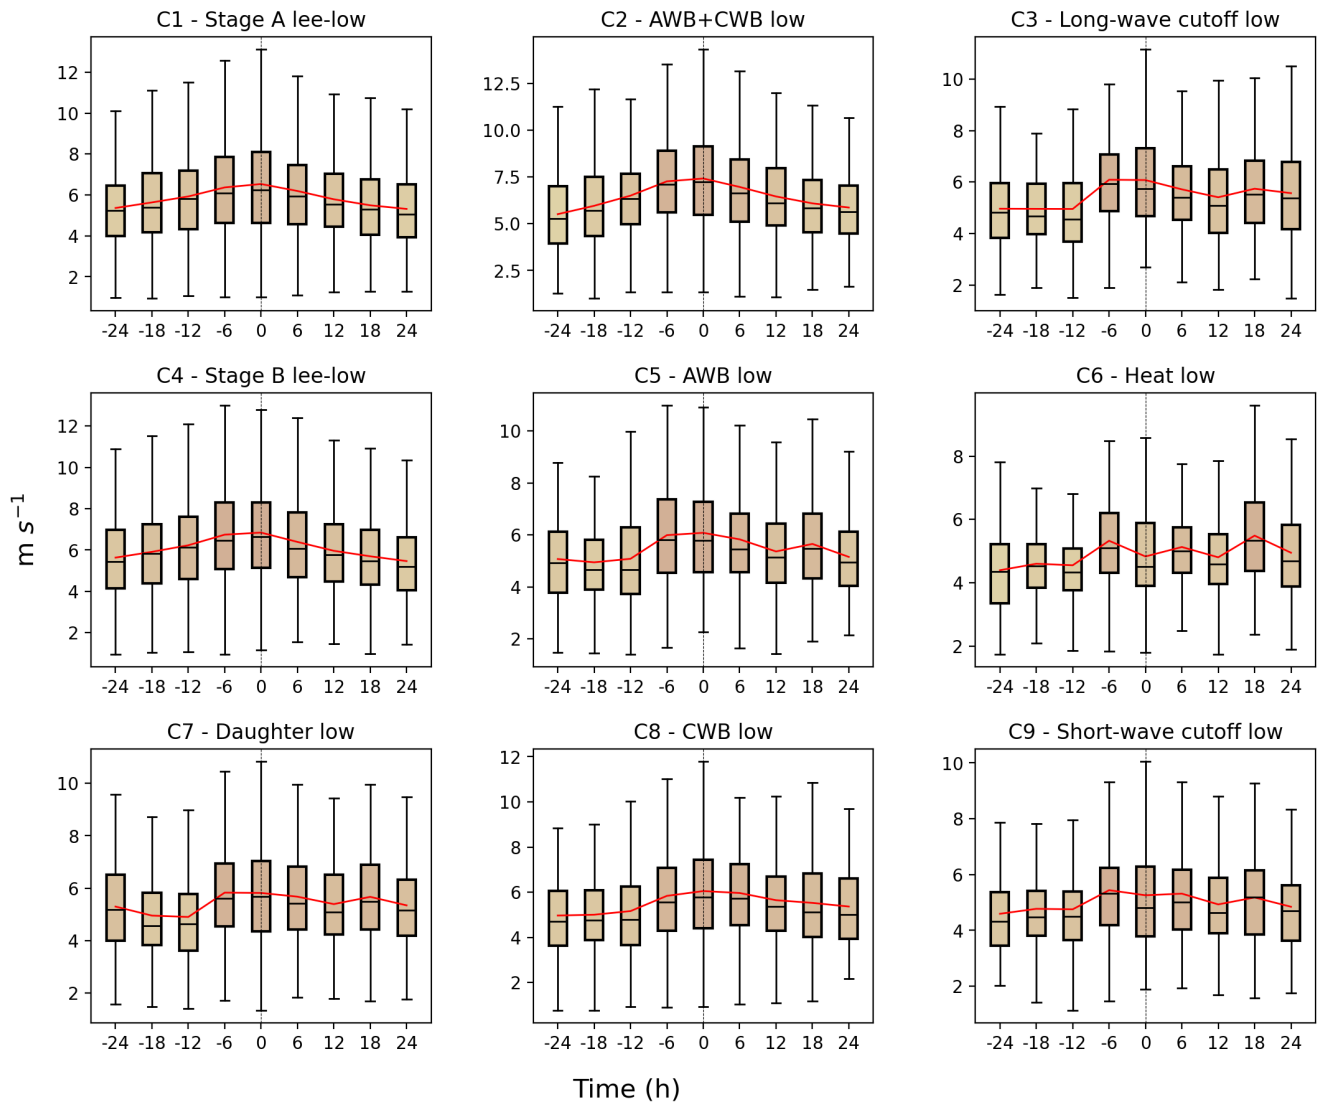 C1 - Stage A lee-low
C2 - AWB+CWB low
C3 - Long-wave cutoff low
12
10
8
6
4
2
-24 -18 -12 -6 0 6 12 18 24
12.5
10.0
7.5
5.0
2.5
-24 -18 -12 -6 0 6 12 18 24
10
8
6
4
2
-24 -18 -12 -6 0 6 12 18 24
C4 - Stage B lee-low
C5 - AWB low
C6 - Heat low
m s⁻¹
12
10
8
6
4
2
-24 -18 -12 -6 0 6 12 18 24
10
8
6
4
2
-24 -18 -12 -6 0 6 12 18 24
8
6
4
2
-24 -18 -12 -6 0 6 12 18 24
C7 - Daughter low
C8 - CWB low
C9 - Short-wave cutoff low
10
8
6
4
2
-24 -18 -12 -6 0 6 12 18 24
12
10
8
6
4
2
-24 -18 -12 -6 0 6 12 18 24
10
8
6
4
2
-24 -18 -12 -6 0 6 12 18 24
Time (h)